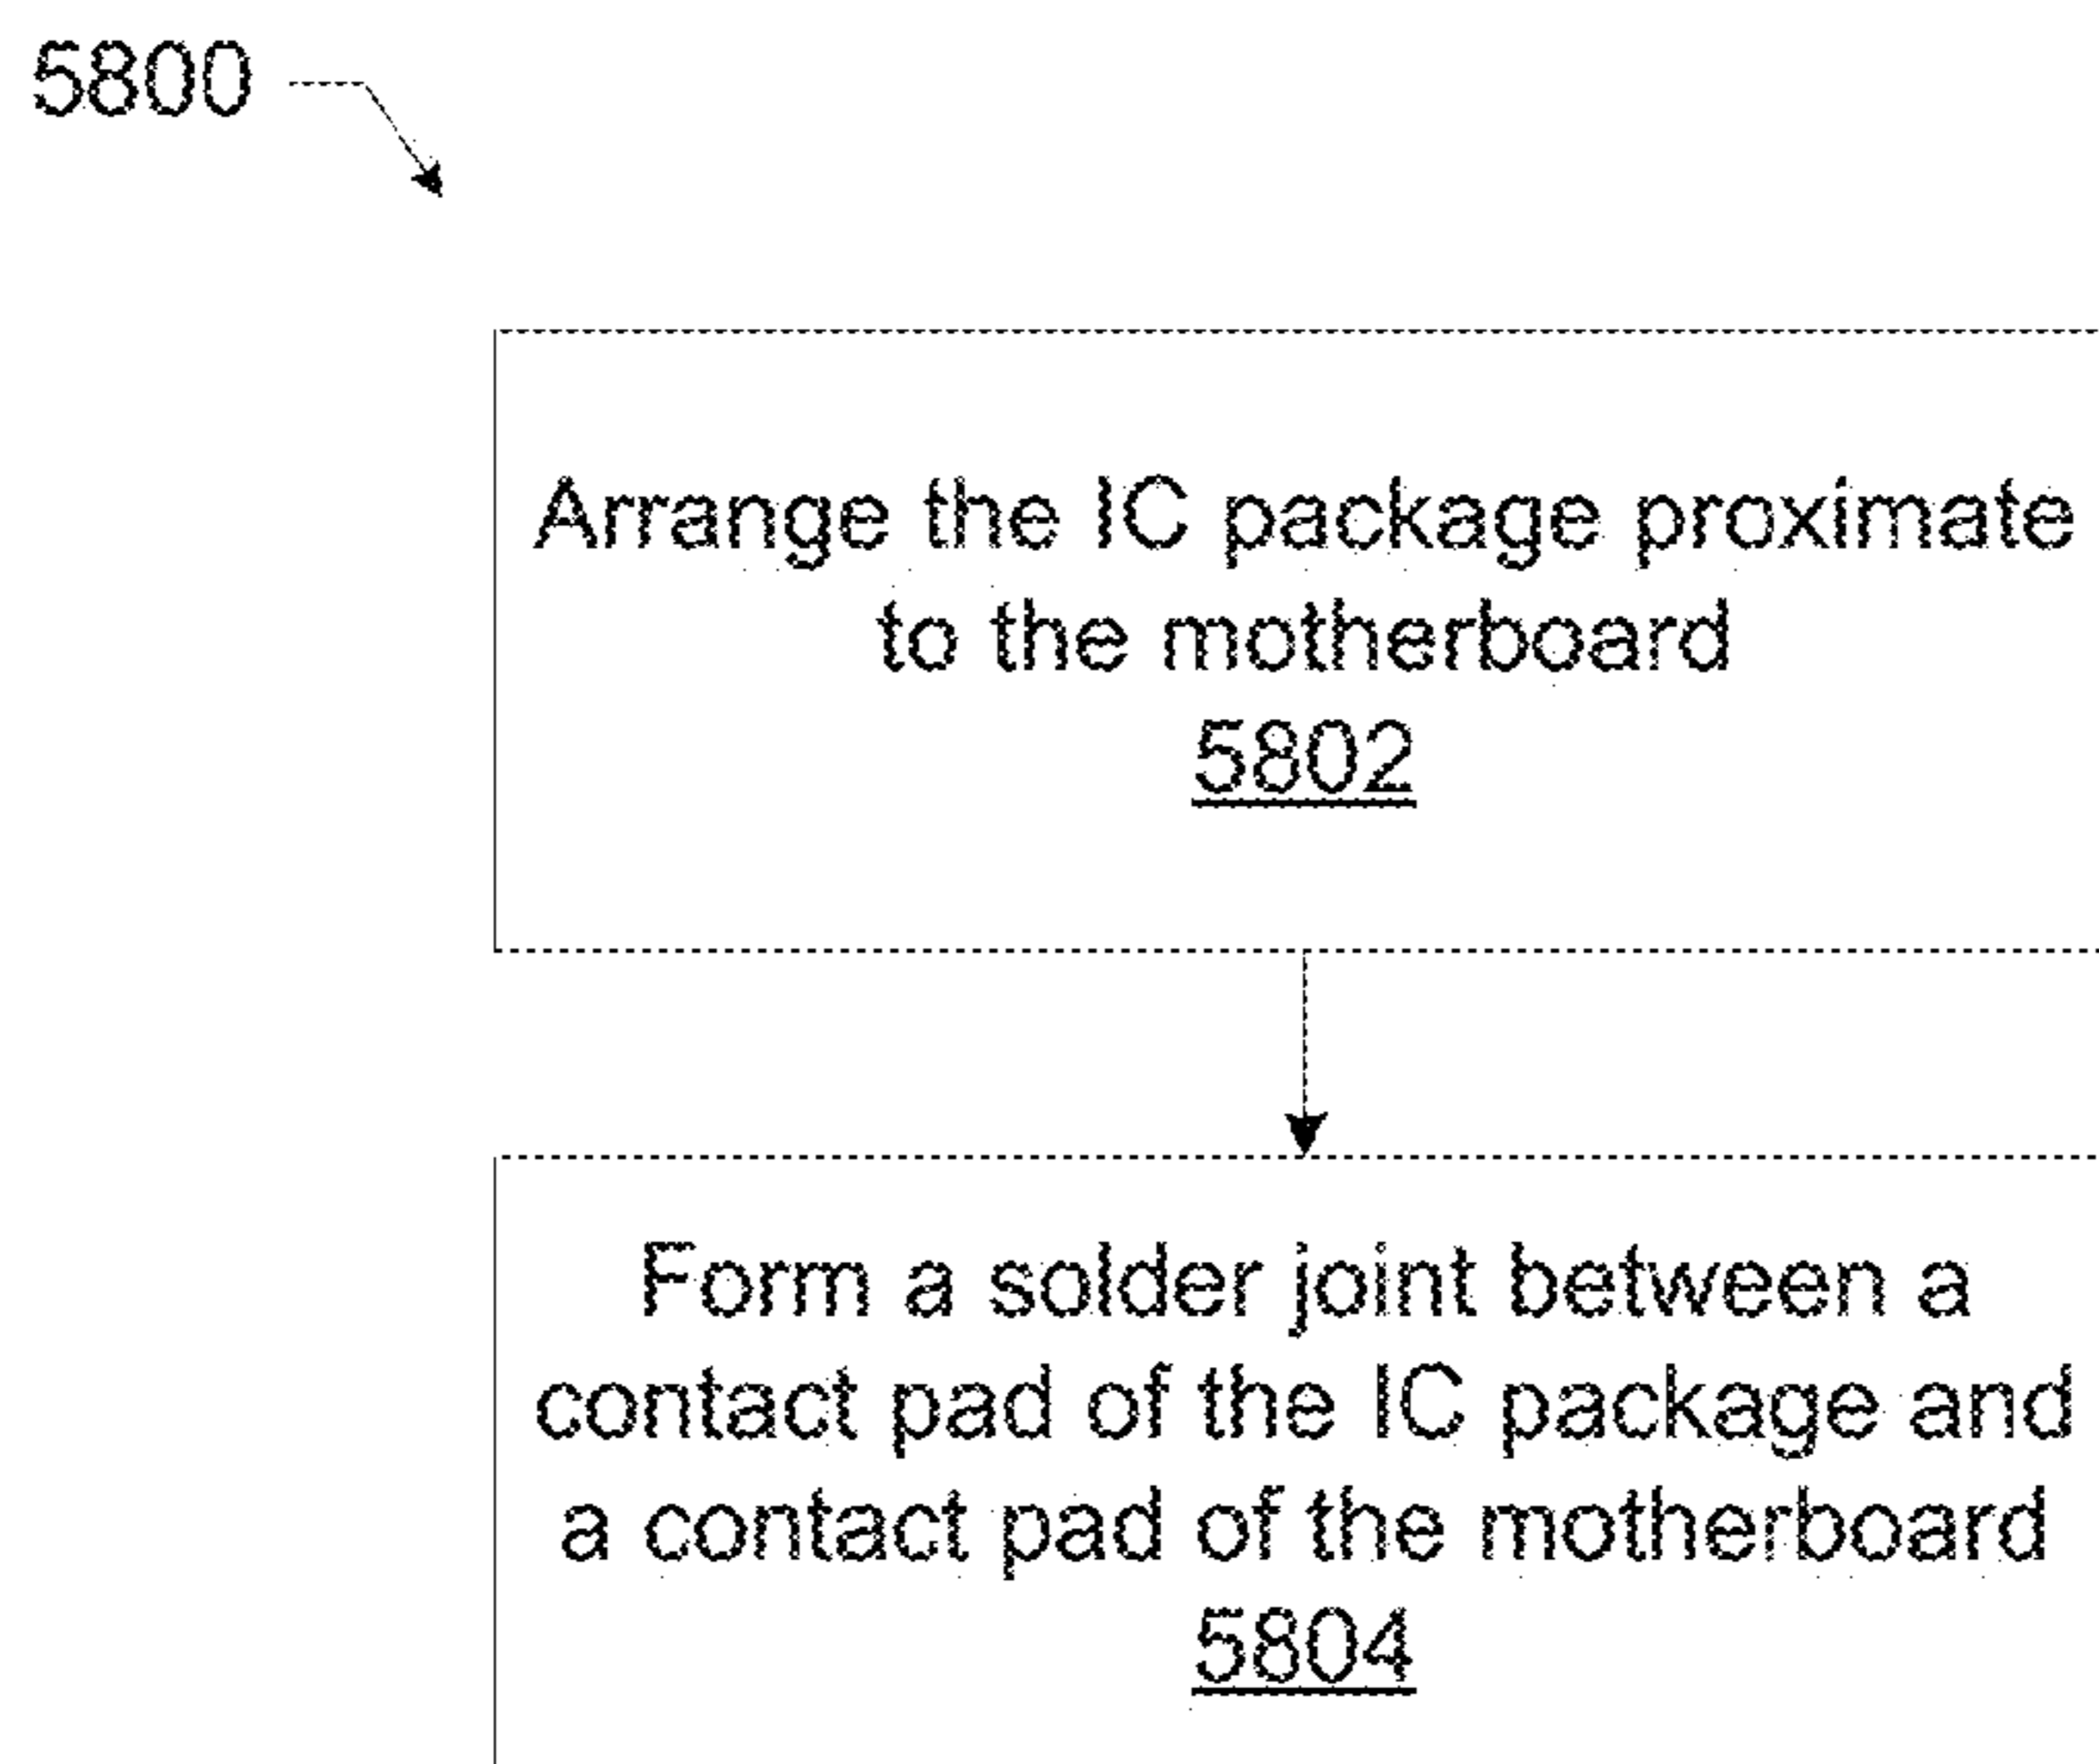 5800
Arrange the IC package proximate
to the motherboard
5802
Form a solder joint between a
contact pad of the IC package and
a contact pad of the motherboard
5804